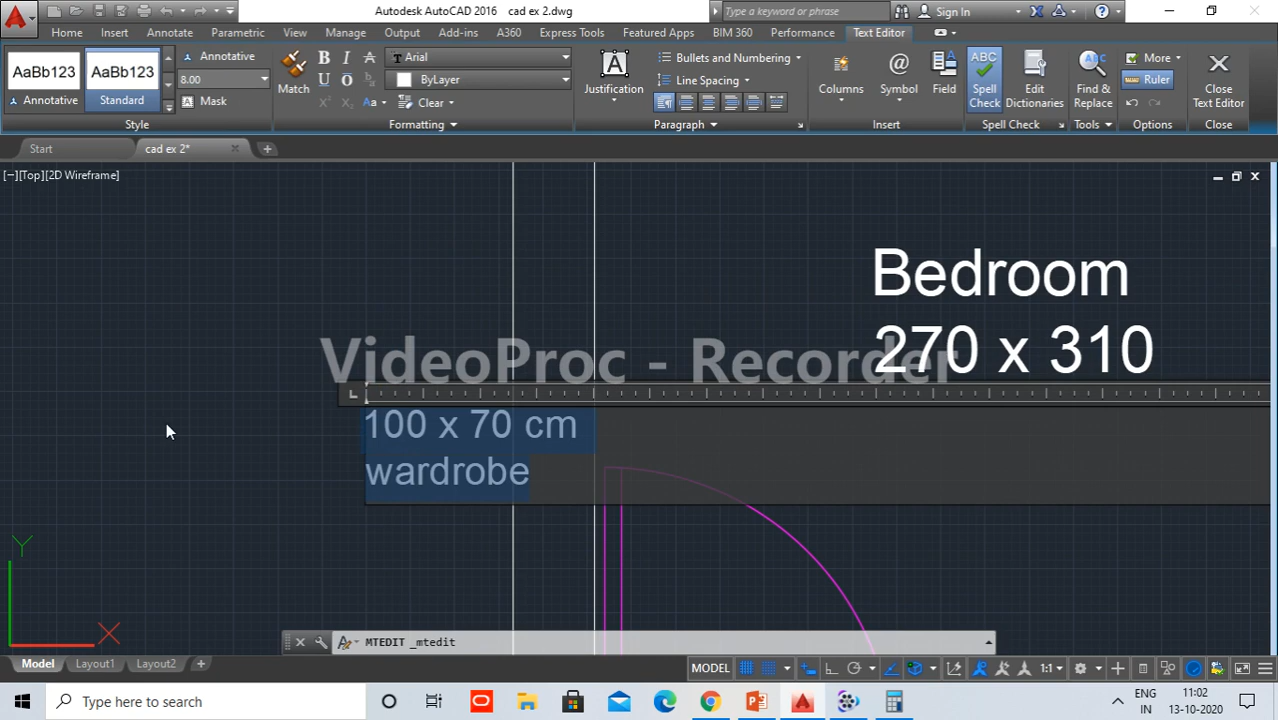 Autodesk AutoCAD 2016 cad ex 2.dwg
Type a keyword or phrase
Sign In
Home Insert Annotate Parametric View Manage Output Add-ins A360 Express Tools Featured Apps BIM 360 Performance Text Editor
AaBb123
Annotative
AaBb123
Standard
Annotative
8.00
Mask
Style
Match
Arial
ByLayer
Clear
Formatting
Justification
Bullets and Numbering
Line Spacing
Paragraph
Columns
Symbol
Field
Insert
ABC
Spell
Check
Edit
Dictionaries
Spell Check
Find &
Replace
Tools
More
Ruler
Options
Close
Text Editor
Close
Start
cad ex 2*
[−][Top][2D Wireframe]
Bedroom
270 x 310
VideoProc - Recorder
100 x 70 cm
wardrobe
Y
X
MTEDIT _mtedit
Model Layout1 Layout2
MODEL
1:1
Type here to search
ENG
IN
11:02
13-10-2020